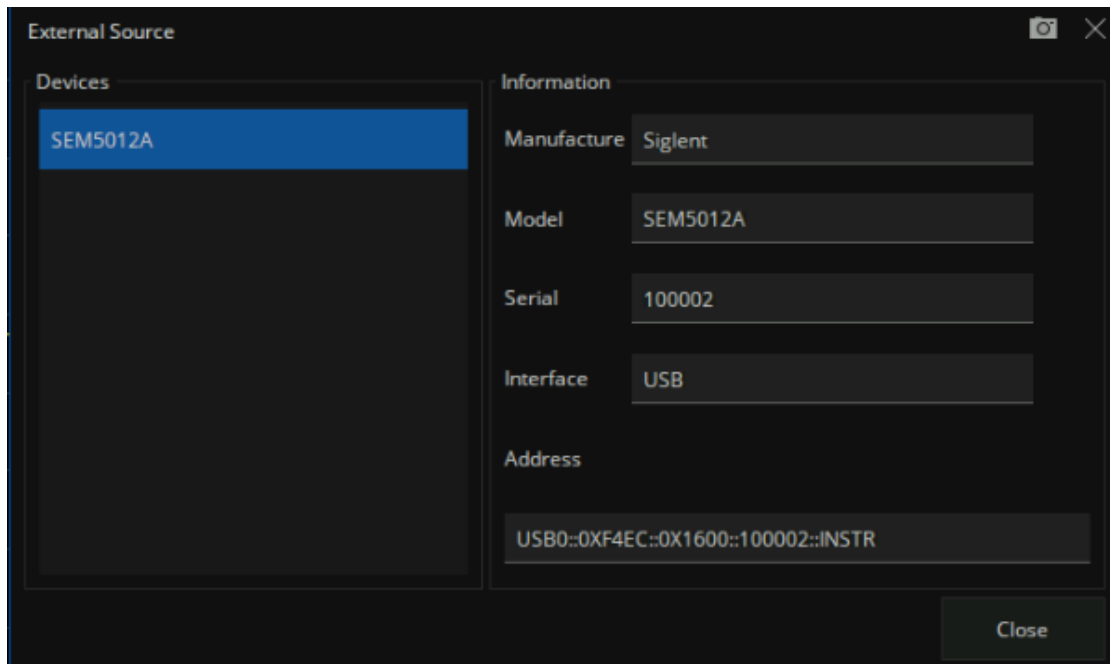 External Source
Devices
SEM5012A
Information
Manufacture Siglent
Model SEM5012A
Serial 100002
Interface USB
Address
USB0::0XF4EC::0X1600::100002::INSTR
Close